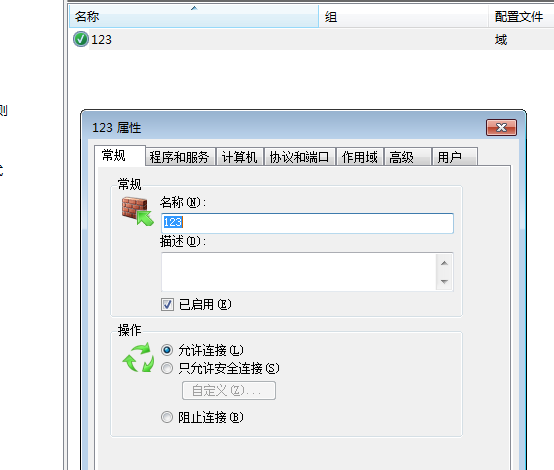 名称 组 配置文件
123 域
则
123 属性
常规 程序和服务 计算机 协议和端口 作用域 高级 用户
常规
名称(N):
123
描述(D):
已启用(E)
操作
允许连接(L)
只允许安全连接(S)
自定义(Z)...
阻止连接(B)